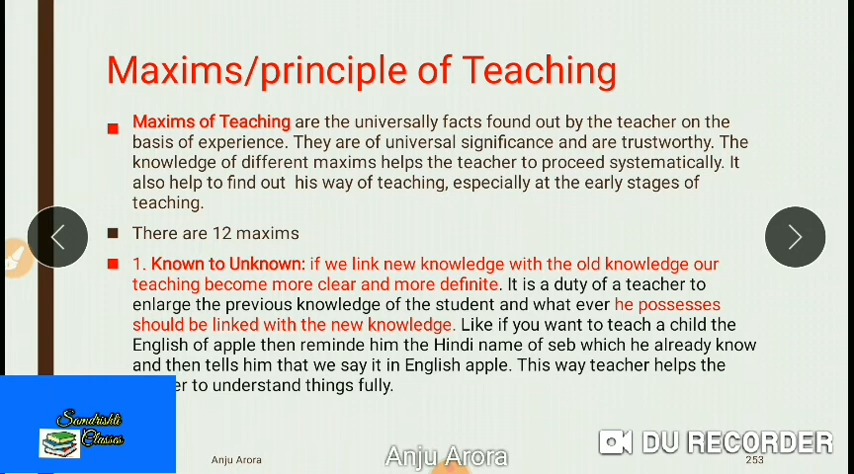 Maxims/principle of Teaching
Maxims of Teaching are the universally facts found out by the teacher on the
basis of experience. They are of universal significance and are trustworthy. The
knowledge of different maxims helps the teacher to proceed systematically. It
also help to find out his way of teaching, especially at the early stages of
teaching.
There are 12 maxims
1. Known to Unknown: if we link new knowledge with the old knowledge our
teaching become more clear and more definite. It is a duty of a teacher to
enlarge the previous knowledge of the student and what ever he possesses
should be linked with the new knowledge. Like if you want to teach a child the
English of apple then reminde him the Hindi name of seb which he already know
and then tells him that we say it in English apple. This way teacher helps the
er to understand things fully.
Samdrishti
Classes
Anju Arora
Anju Arora
DU RECORDER
253